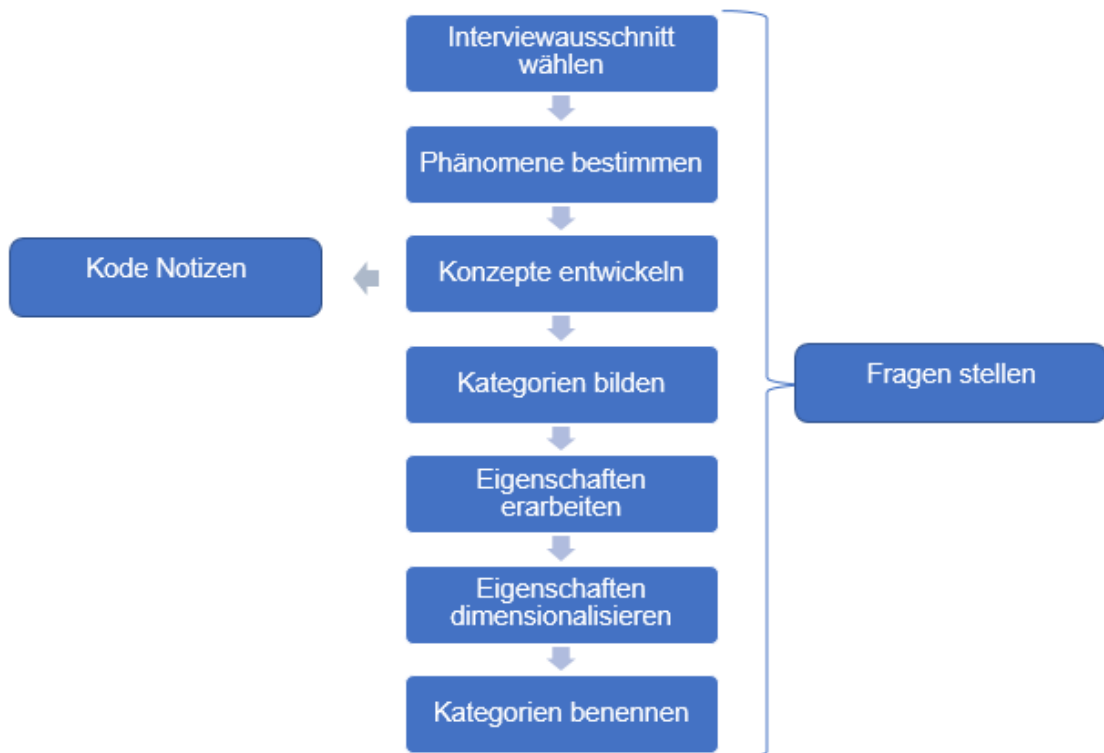 Interviewausschnitt
wählen
Phänomene bestimmen
Kode Notizen
Konzepte entwickeln
Kategorien bilden
Fragen stellen
Eigenschaften
erarbeiten
Eigenschaften
dimensionalisieren
Kategorien benennen